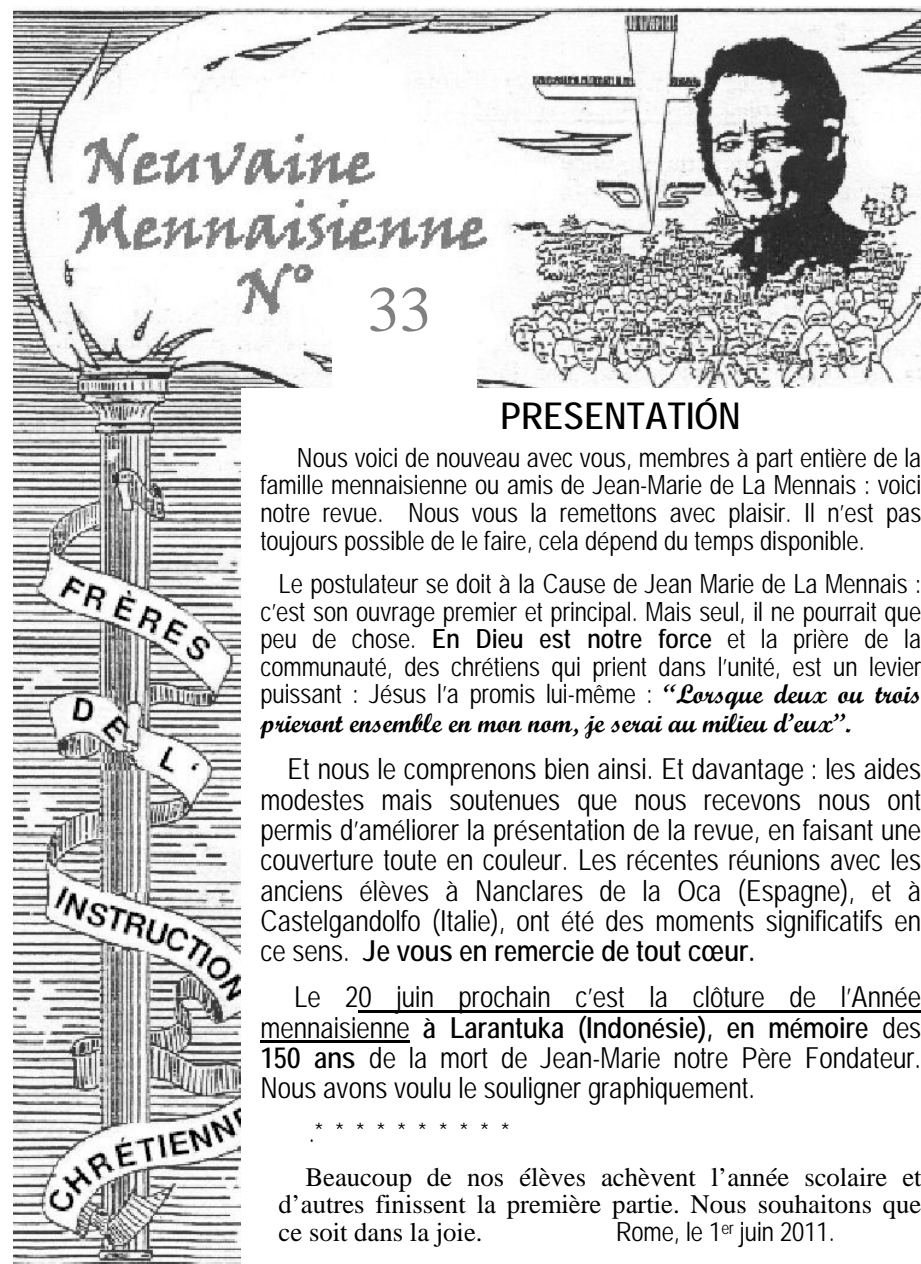 Neuvaine
Mennaisienne
N° 33
PRESENTATIÓN
Nous voici de nouveau avec vous, membres à part entière de la
famille mennaisienne ou amis de Jean-Marie de La Mennais : voici
notre revue. Nous vous la remettons avec plaisir. Il n'est pas
toujours possible de le faire, cela dépend du temps disponible.
Le postulateur se doit à la Cause de Jean Marie de La Mennais :
c'est son ouvrage premier et principal. Mais seul, il ne pourrait que
peu de chose. En Dieu est notre force et la prière de la
communauté, des chrétiens qui prient dans l'unité, est un levier
puissant : Jésus l'a promis lui-même : “Lorsque deux ou trois
prieront ensemble en mon nom, je serai au milieu d'eux”.
Et nous le comprenons bien ainsi. Et davantage : les aides
modestes mais soutenues que nous recevons nous ont
permis d'améliorer la présentation de la revue, en faisant une
couverture toute en couleur. Les récentes réunions avec les
anciens élèves à Nanclares de la Oca (Espagne), et à
Castelgandolfo (Italie), ont été des moments significatifs en
ce sens. Je vous en remercie de tout cœur.
Le 20 juin prochain c'est la clôture de l'Année
mennaisienne à Larantuka (Indonésie), en mémoire des
150 ans de la mort de Jean-Marie notre Père Fondateur.
Nous avons voulu le souligner graphiquement.
.* * * * * * * * * *
Beaucoup de nos élèves achèvent l’année scolaire et
d’autres finissent la première partie. Nous souhaitons que
ce soit dans la joie. Rome, le 1er juin 2011.
FRÈRES
DE L'
INSTRUCTION
CHRÉTIENNE